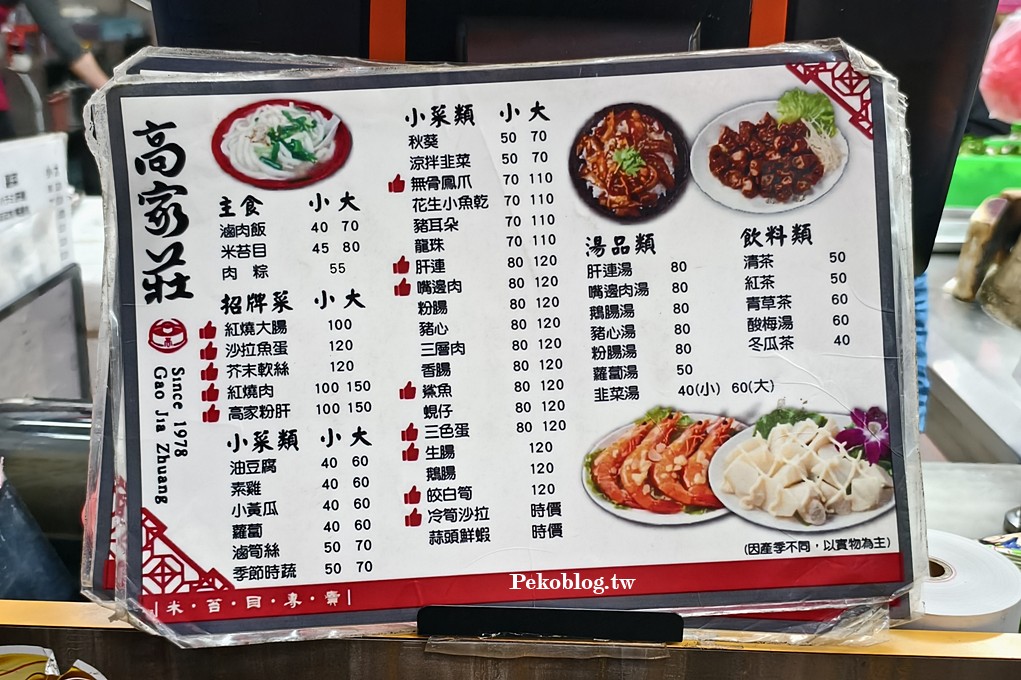 高家莊
Since 1978
Gao Jia Zhuang
主食 小 大
滷肉飯 40 70
米苔目 45 80
肉 粽 55
招牌菜 小 大
紅燒大腸 100
沙拉魚蛋 120
芥末軟絲 120
紅燒肉 100 150
高家粉肝 100 150
小菜類 小 大
油豆腐 40 60
素雞 40 60
小黃瓜 40 60
蘿蔔 40 60
滷筍絲 50 70
季節時蔬 50 70
小菜類 小 大
秋葵 50 70
涼拌韭菜 50 70
無骨鳳爪 70 110
花生小魚乾 70 110
豬耳朵 70 110
龍珠 70 110
肝連 80 120
嘴邊肉 80 120
粉腸 80 120
豬心 80 120
三層肉 80 120
香腸 80 120
鯊魚 80 120
蜆仔 80 120
三色蛋 80 120
生腸 120
鵝腸 120
皎白筍 120
冷筍沙拉 時價
蒜頭鮮蝦 時價
湯品類
肝連湯 80
嘴邊肉湯 80
鵝腸湯 80
豬心湯 80
粉腸湯 80
蘿蔔湯 50
韭菜湯 40(小) 60(大)
飲料類
清茶 50
紅茶 50
青草茶 60
酸梅湯 60
冬瓜茶 40
(因產季不同，以實物為主)
|米·苔·目·專·賣|
Pekoblog.tw